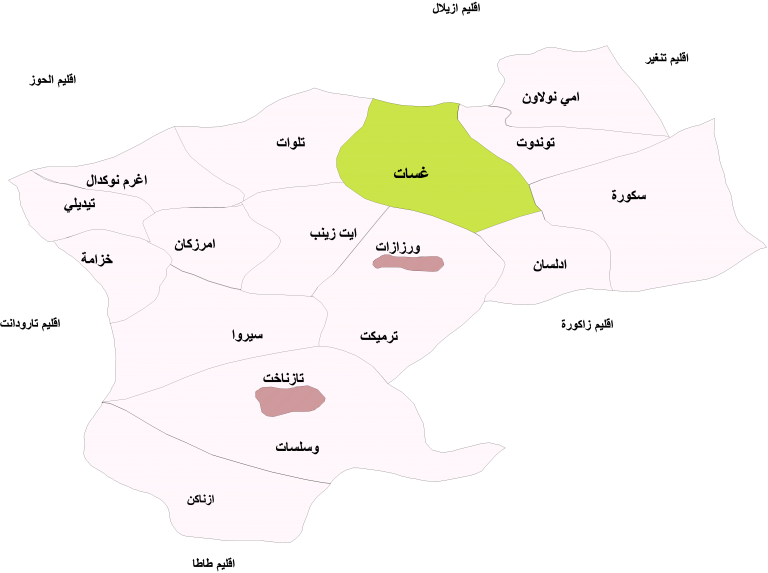 اقليم ازيلال
اقليم تنغير
اقليم الحوز
امي نولاون
توندوت
تلوات
غسات
اغرم نوكدال
سكورة
تيديلي
ايت زينب
ورزازات
امرزكان
خزامة
ادلسان
اقليم زاكورة
اقليم تارودانت
سيروا
ترميكت
تازناخت
وسلسات
ازناكن
اقليم طاطا